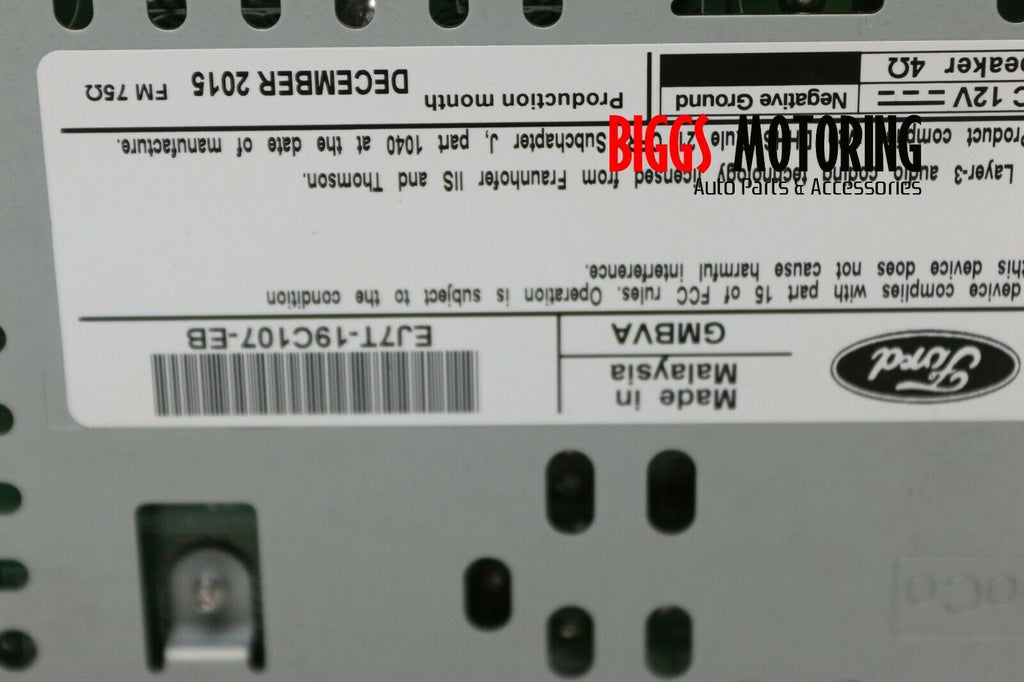 Ford
Made in
Malaysia
GMBVA
EJ7T-19C107-EB
device complies with part 15 of FCC rules. Operation is subject to the condition
this device does not cause harmful interference.
Layer-3 audio coding technology licensed from Fraunhofer IIS and Thomson.
Product Subchapter J, part 1040 at the date of manufacture.
12V
Negative Ground
Production month
DECEMBER 2015
FM 75Ω
4Ω
BIGGS MOTORING
Auto Parts & Accessories